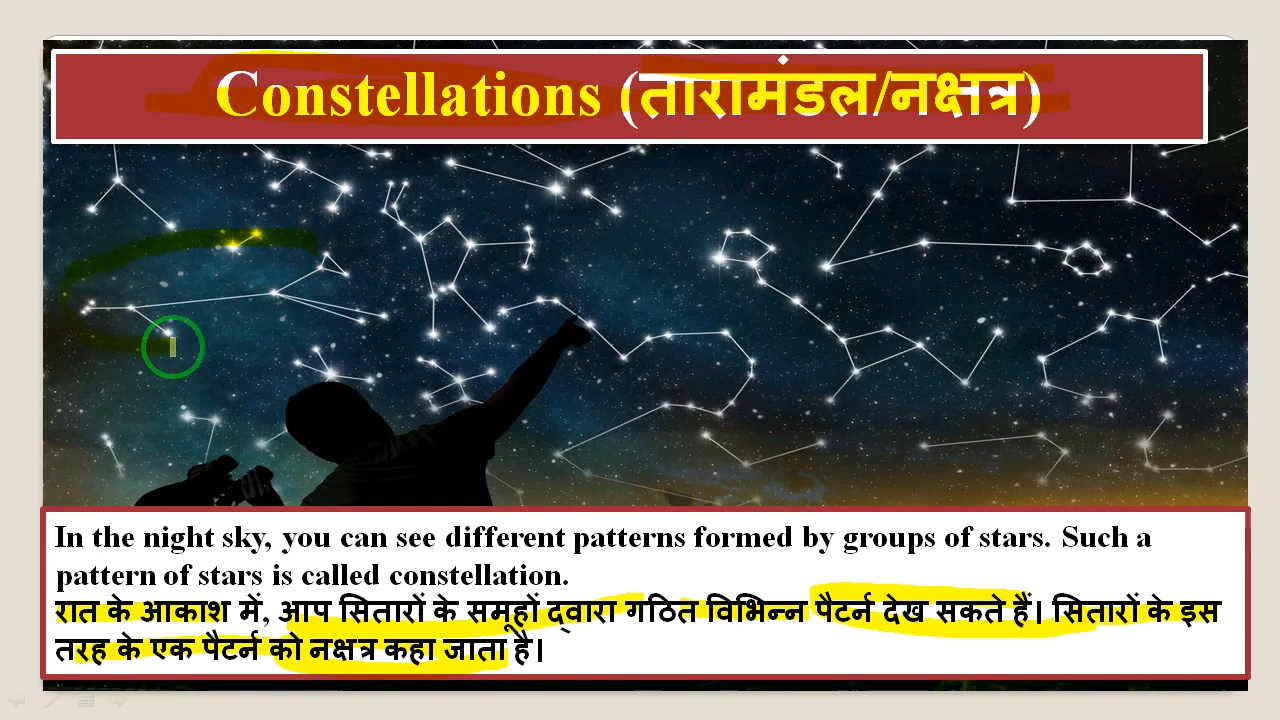 Constellations (तारामंडल/नक्षत्र)
In the night sky, you can see different patterns formed by groups of stars. Such a
pattern of stars is called constellation.
रात के आकाश में, आप सितारों के समूहों द्वारा गठित विभिन्न पैटर्न देख सकते हैं। सितारों के इस
तरह के एक पैटर्न को नक्षत्र कहा जाता है।